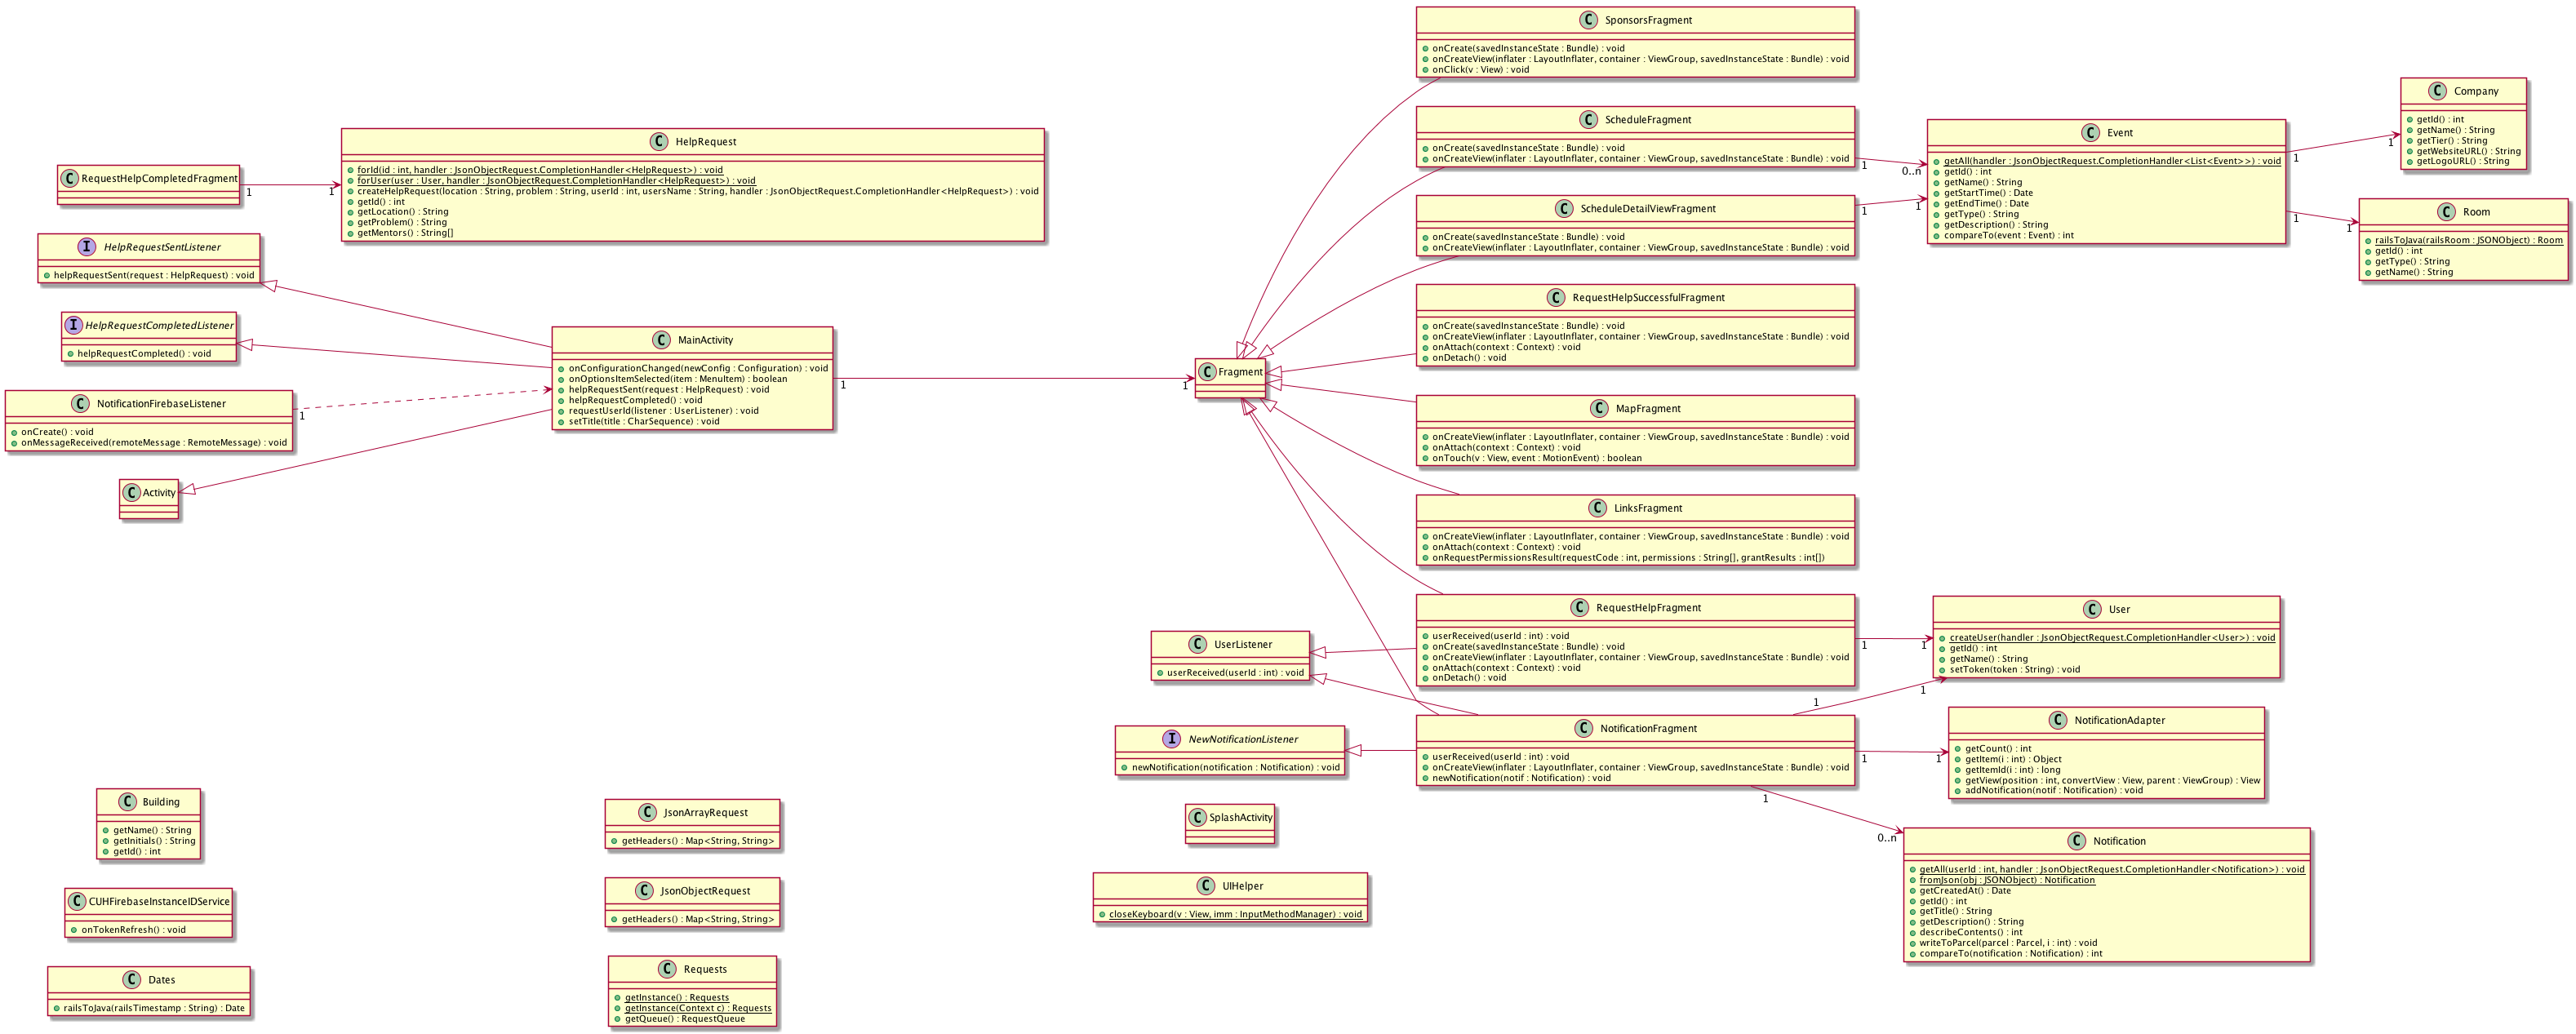 C RequestHelpCompletedFragment
1
1
C HelpRequest
forId(id : int, handler : JsonObjectRequest.CompletionHandler<HelpRequest>) : void
forUser(user : User, handler : JsonObjectRequest.CompletionHandler<HelpRequest>) : void
createHelpRequest(location : String, problem : String, userId : int, usersName : String, handler : JsonObjectRequest.CompletionHandler<HelpRequest>) : void
getId() : int
getLocation() : String
getProblem() : String
getMentors() : String[]
I HelpRequestSentListener
helpRequestSent(request : HelpRequest) : void
I HelpRequestCompletedListener
helpRequestCompleted() : void
C NotificationFirebaseListener
onCreate() : void
onMessageReceived(remoteMessage : RemoteMessage) : void
1
C Activity
C MainActivity
onConfigurationChanged(newConfig : Configuration) : void
onOptionsItemSelected(item : MenuItem) : boolean
helpRequestSent(request : HelpRequest) : void
helpRequestCompleted() : void
requestUserId(listener : UserListener) : void
setTitle(title : CharSequence) : void
1
1
C Fragment
C SponsorsFragment
onCreate(savedInstanceState : Bundle) : void
onCreateView(inflater : LayoutInflater, container : ViewGroup, savedInstanceState : Bundle) : void
onClick(v : View) : void
C ScheduleFragment
onCreate(savedInstanceState : Bundle) : void
onCreateView(inflater : LayoutInflater, container : ViewGroup, savedInstanceState : Bundle) : void
1
0..n
C ScheduleDetailViewFragment
onCreate(savedInstanceState : Bundle) : void
onCreateView(inflater : LayoutInflater, container : ViewGroup, savedInstanceState : Bundle) : void
1
1
C RequestHelpSuccessfulFragment
onCreate(savedInstanceState : Bundle) : void
onCreateView(inflater : LayoutInflater, container : ViewGroup, savedInstanceState : Bundle) : void
onAttach(context : Context) : void
onDetach() : void
C MapFragment
onCreateView(inflater : LayoutInflater, container : ViewGroup, savedInstanceState : Bundle) : void
onAttach(context : Context) : void
onTouch(v : View, event : MotionEvent) : boolean
C LinksFragment
onCreateView(inflater : LayoutInflater, container : ViewGroup, savedInstanceState : Bundle) : void
onAttach(context : Context) : void
onRequestPermissionsResult(requestCode : int, permissions : String[], grantResults : int[])
C RequestHelpFragment
userReceived(userId : int) : void
onCreate(savedInstanceState : Bundle) : void
onCreateView(inflater : LayoutInflater, container : ViewGroup, savedInstanceState : Bundle) : void
onAttach(context : Context) : void
onDetach() : void
1
1
C NotificationFragment
userReceived(userId : int) : void
onCreateView(inflater : LayoutInflater, container : ViewGroup, savedInstanceState : Bundle) : void
newNotification(notif : Notification) : void
1
1
1
1
1
0..n
C Event
getAll(handler : JsonObjectRequest.CompletionHandler<List<Event>>) : void
getId() : int
getName() : String
getStartTime() : Date
getEndTime() : Date
getType() : String
getDescription() : String
compareTo(event : Event) : int
1
1
1
1
C Company
getId() : int
getName() : String
getTier() : String
getWebsiteURL() : String
getLogoURL() : String
C Room
railsToJava(railsRoom : JSONObject) : Room
getId() : int
getType() : String
getName() : String
C UserListener
userReceived(userId : int) : void
I NewNotificationListener
newNotification(notification : Notification) : void
C SplashActivity
C UIHelper
closeKeyboard(v : View, imm : InputMethodManager) : void
C User
createUser(handler : JsonObjectRequest.CompletionHandler<User>) : void
getId() : int
getName() : String
setToken(token : String) : void
C NotificationAdapter
getCount() : int
getItem(i : int) : Object
getItemId(i : int) : long
getView(position : int, convertView : View, parent : ViewGroup) : View
addNotification(notif : Notification) : void
C Notification
getAll(userId : int, handler : JsonObjectRequest.CompletionHandler<Notification>) : void
fromJson(obj : JSONObject) : Notification
getCreatedAt() : Date
getId() : int
getTitle() : String
getDescription() : String
describeContents() : int
writeToParcel(parcel : Parcel, i : int) : void
compareTo(notification : Notification) : int
C Building
getName() : String
getInitials() : String
getId() : int
C CUHFirebaseInstanceIDService
onTokenRefresh() : void
C Dates
railsToJava(railsTimestamp : String) : Date
C JsonArrayRequest
getHeaders() : Map<String, String>
C JsonObjectRequest
getHeaders() : Map<String, String>
C Requests
getInstance() : Requests
getInstance(Context c) : Requests
getQueue() : RequestQueue